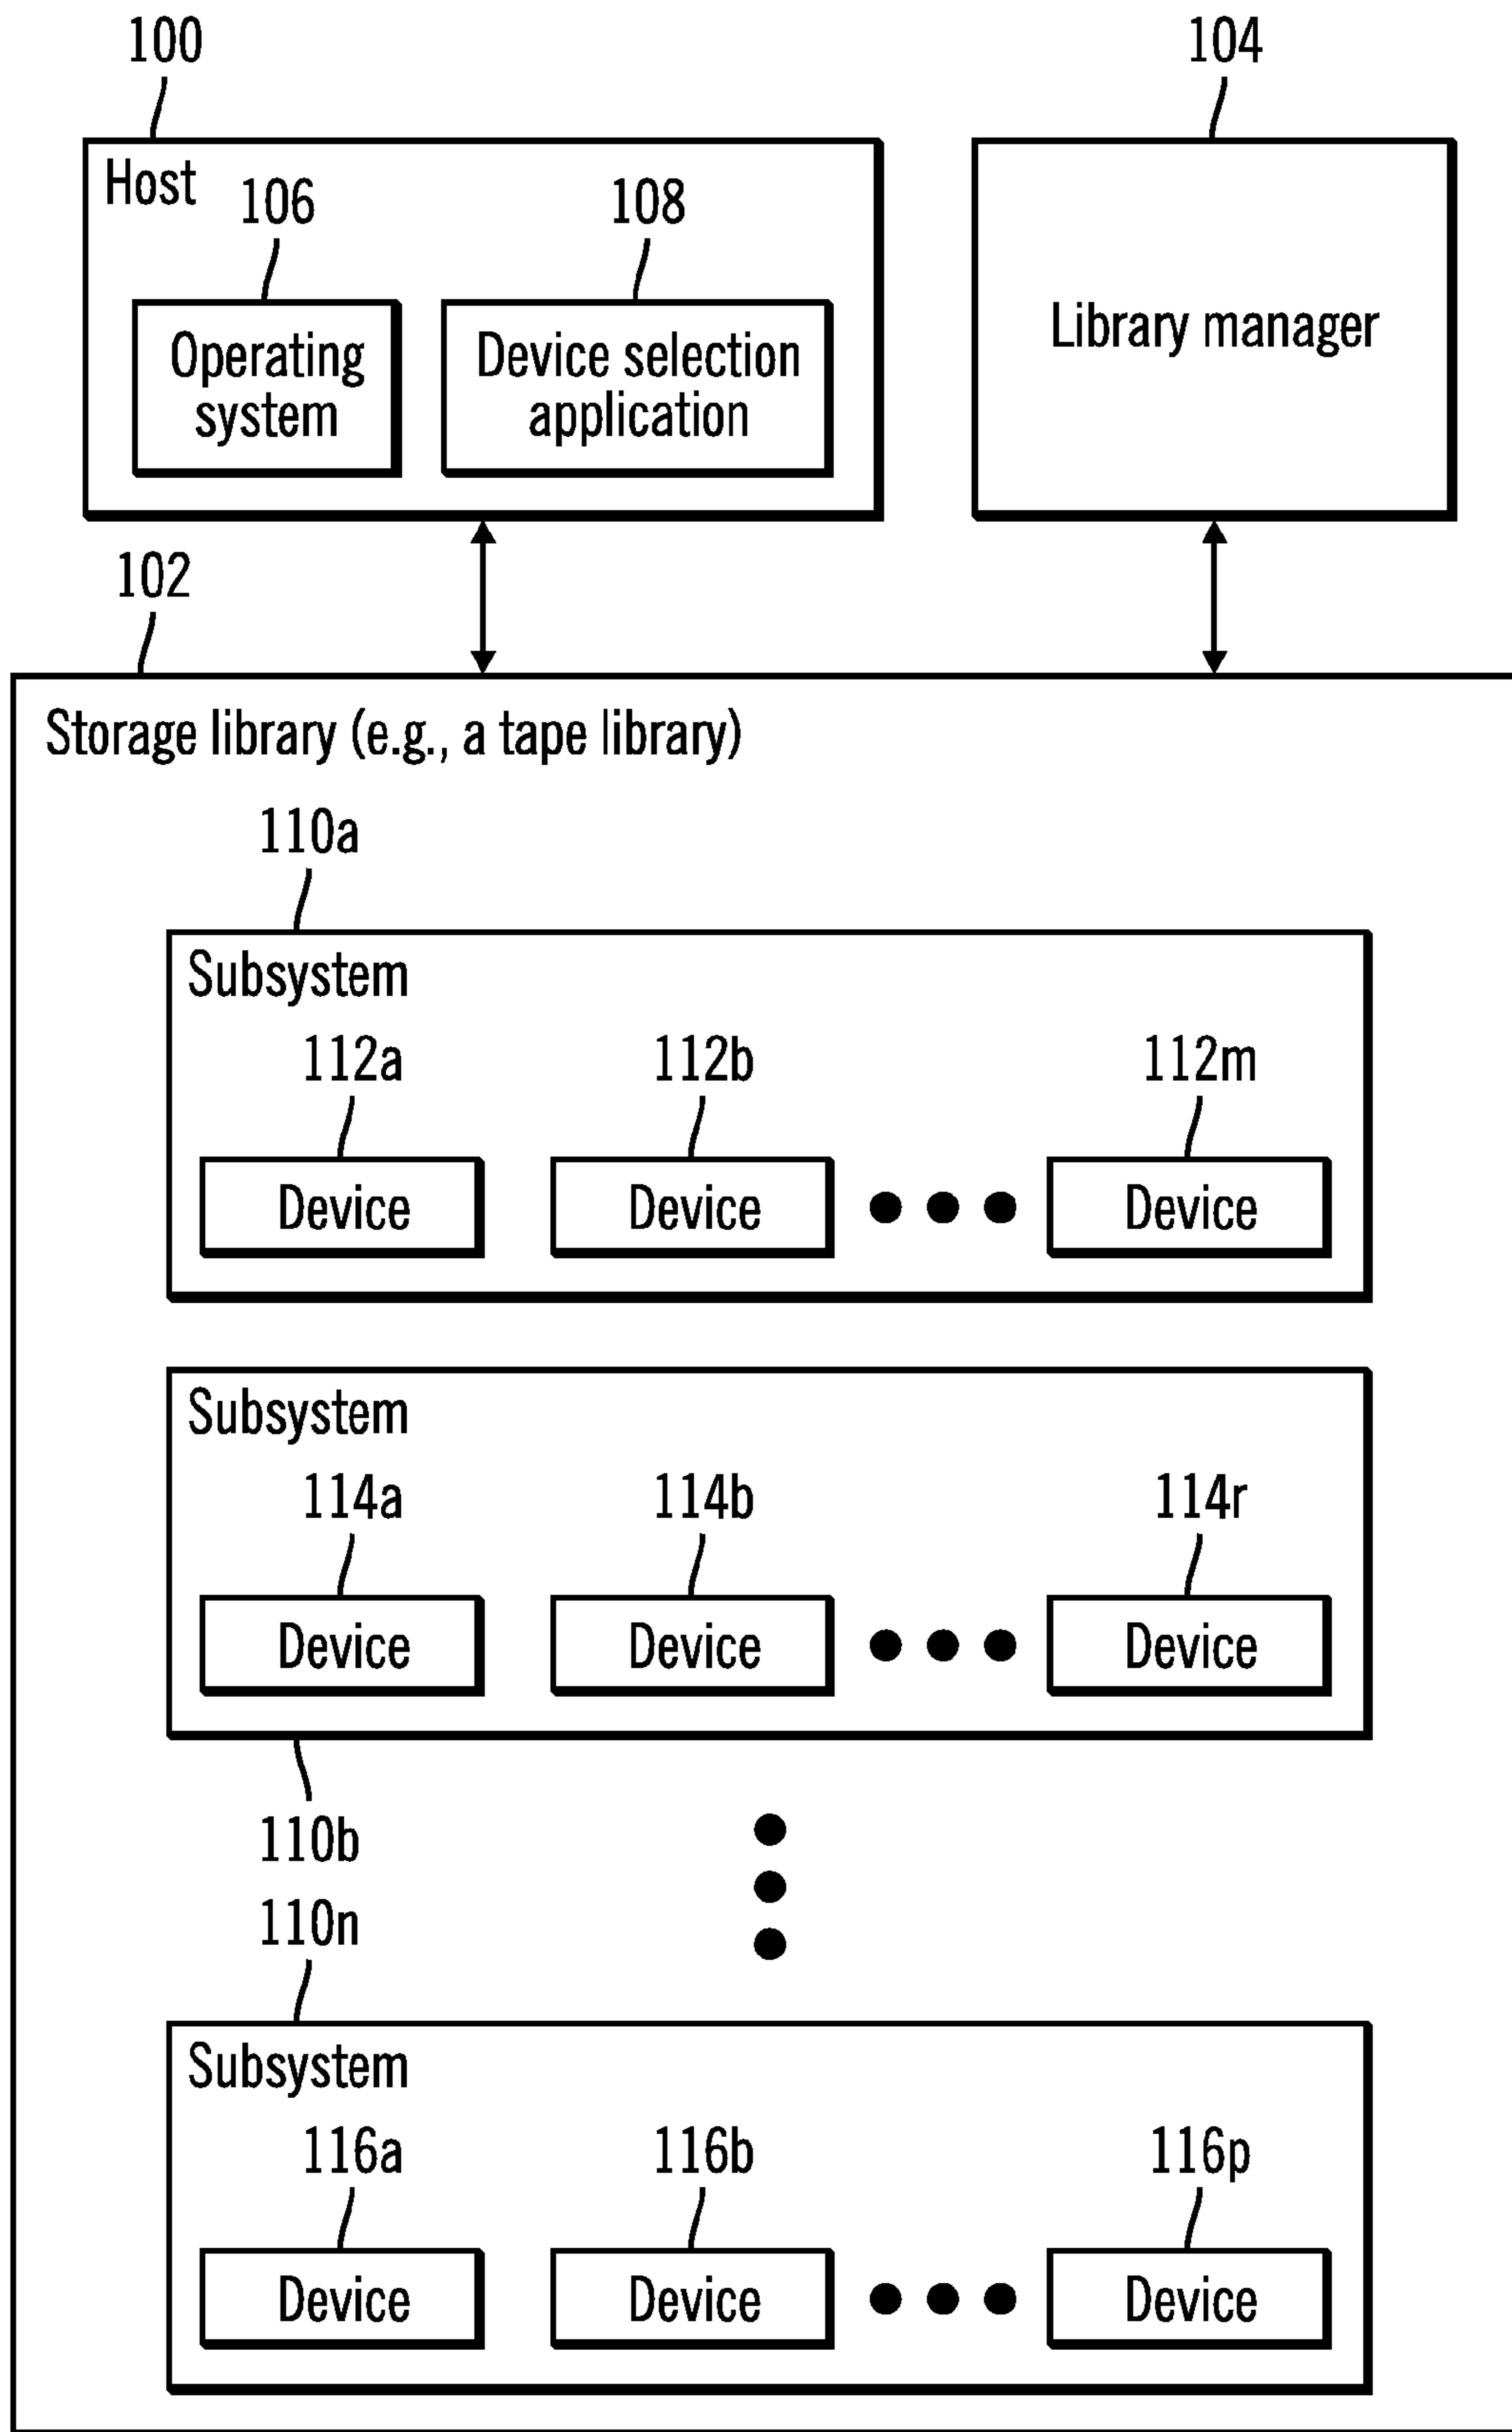 100
104
Host
106
108
Operating
system
Device selection
application
Library manager
102
Storage library (e.g., a tape library)
110a
Subsystem
112a
112b
112m
Device
Device
Device
Subsystem
114a
114b
114r
Device
Device
Device
110b
110n
Subsystem
116a
116b
116p
Device
Device
Device